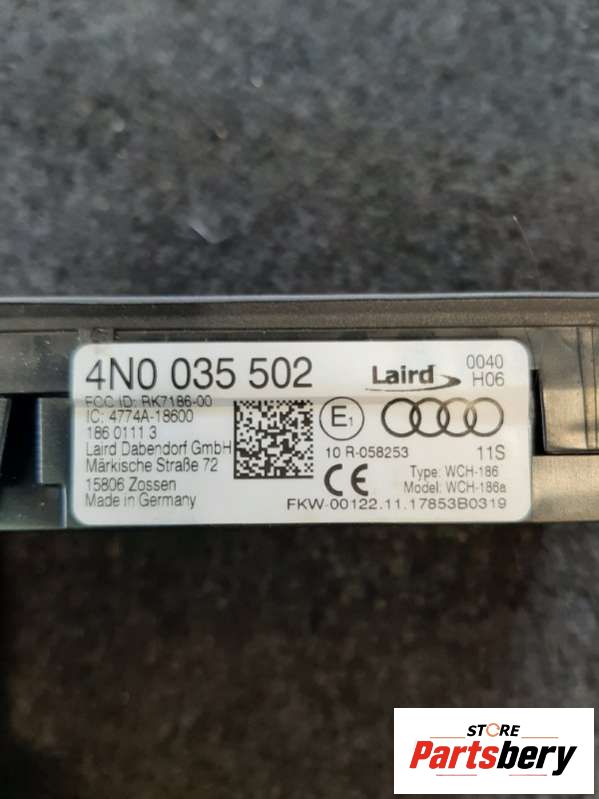 4N0 035 502
FCC ID: RK7186-00
IC: 4774A-18600
186 0111 3
Laird Dabendorf GmbH
Märkische Straße 72
15806 Zossen
Made in Germany
Laird
0040
H06
E1
10 R-058253
11S
CE
Type: WCH-186
Model: WCH-186a
FKW-00122.11.17853B0319
STORE
Partsbery